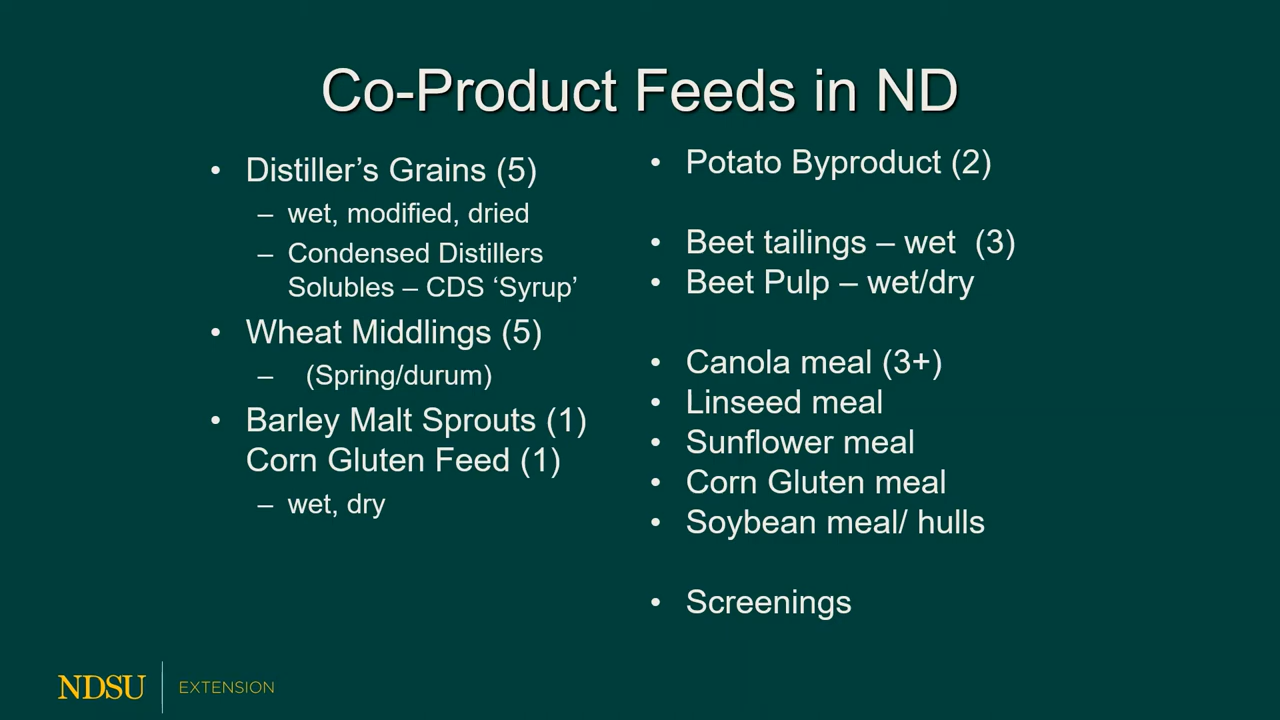 Co-Product Feeds in ND
• Distiller’s Grains (5)
– wet, modified, dried
– Condensed Distillers
Solubles – CDS ‘Syrup’
• Wheat Middlings (5)
– (Spring/durum)
• Barley Malt Sprouts (1)
Corn Gluten Feed (1)
– wet, dry
• Potato Byproduct (2)
• Beet tailings – wet (3)
• Beet Pulp – wet/dry
• Canola meal (3+)
• Linseed meal
• Sunflower meal
• Corn Gluten meal
• Soybean meal/ hulls
• Screenings
NDSU EXTENSION